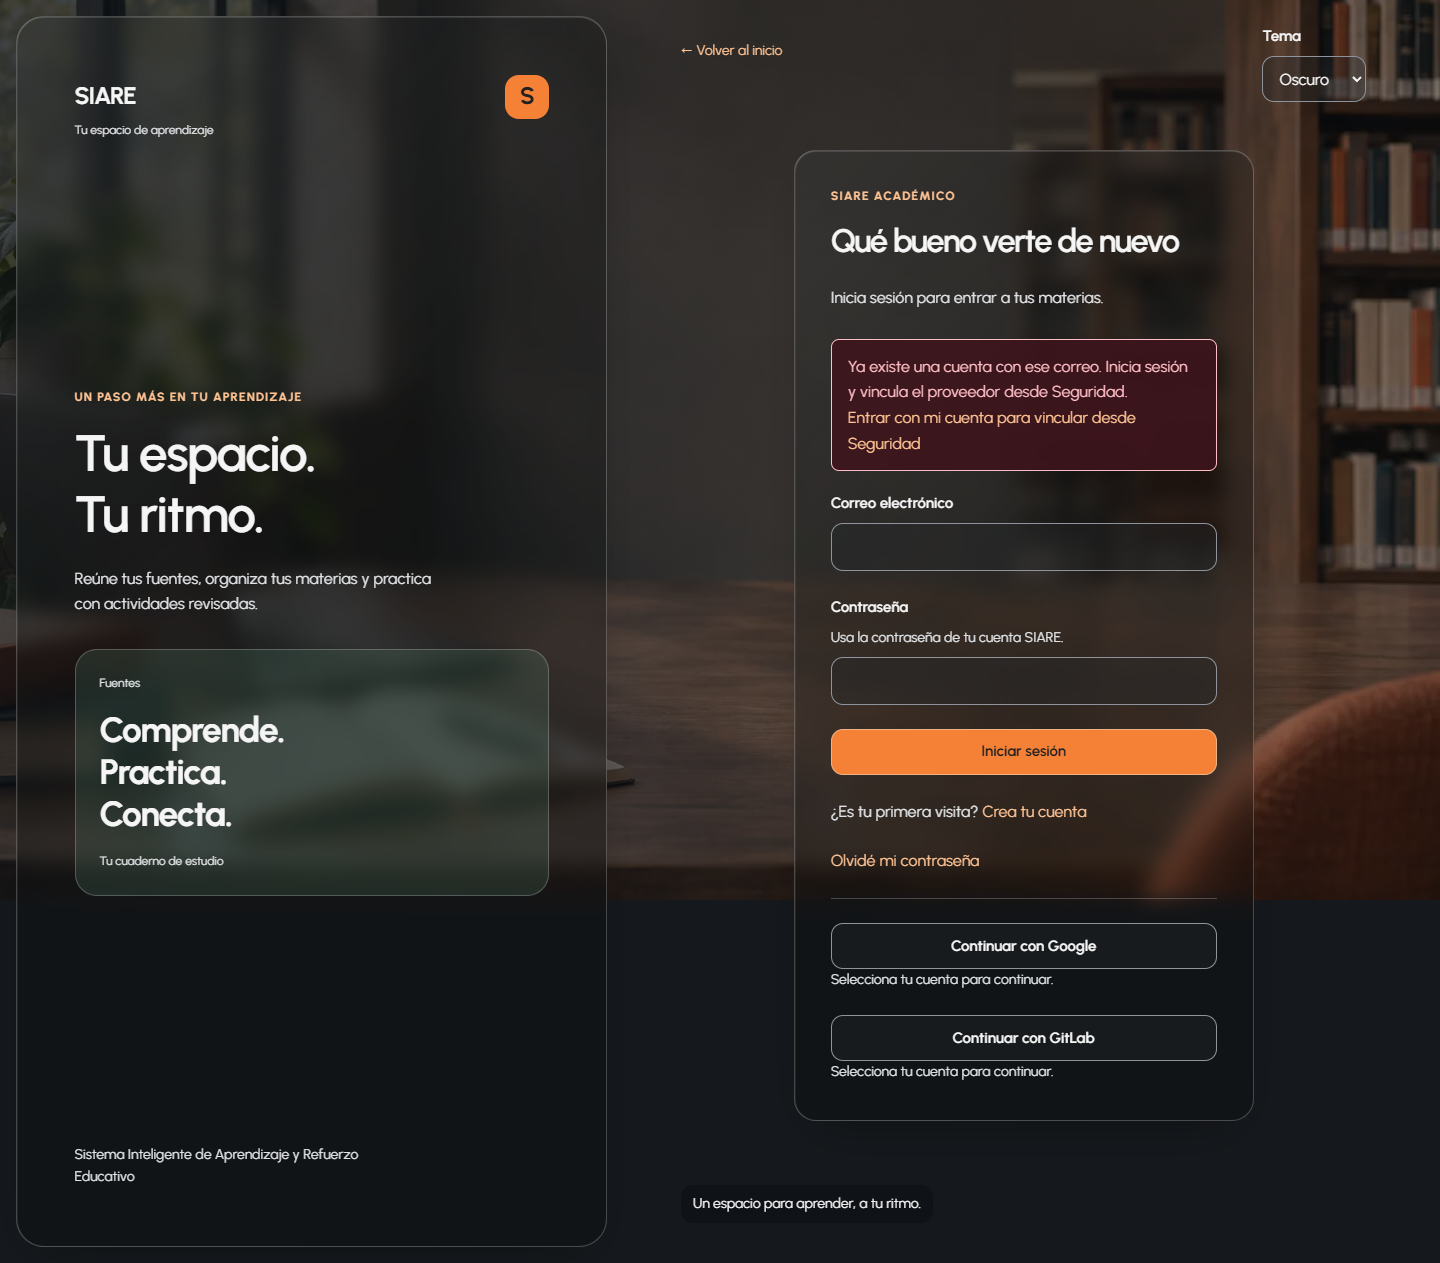 SIARE
S
Tu espacio de aprendizaje
UN PASO MÁS EN TU APRENDIZAJE
Tu espacio.
Tu ritmo.
Reúne tus fuentes, organiza tus materias y practica
con actividades revisadas.
Fuentes
Comprende.
Practica.
Conecta.
Tu cuaderno de estudio
Sistema Inteligente de Aprendizaje y Refuerzo
Educativo
← Volver al inicio
Tema
Oscuro
SIARE ACADÉMICO
Qué bueno verte de nuevo
Inicia sesión para entrar a tus materias.
Ya existe una cuenta con ese correo. Inicia sesión
y vincula el proveedor desde Seguridad.
Entrar con mi cuenta para vincular desde
Seguridad
Correo electrónico
Contraseña
Usa la contraseña de tu cuenta SIARE.
Iniciar sesión
¿Es tu primera visita? Crea tu cuenta
Olvidé mi contraseña
Continuar con Google
Selecciona tu cuenta para continuar.
Continuar con GitLab
Selecciona tu cuenta para continuar.
Un espacio para aprender, a tu ritmo.